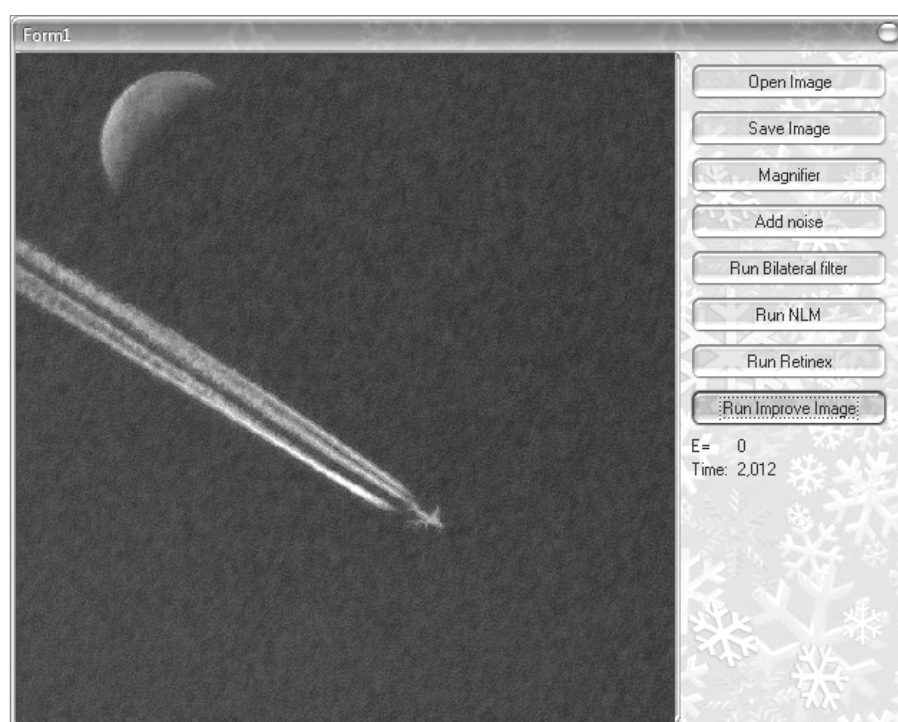 Form1
Open Image
Save Image
Magnifier
Add noise
Run Bilateral filter
Run NLM
Run Retinex
Run Improve Image
E= 0
Time: 2,012